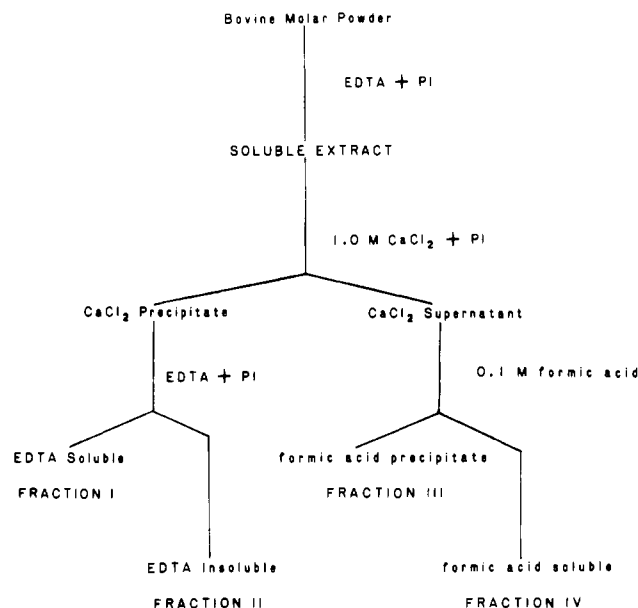 Bovine Molar Powder
EDTA + PI
SOLUBLE EXTRACT
1.0 M CaCl₂ + PI
CaCl₂ Precipitate
CaCl₂ Supernatant
EDTA + PI
0.1 M formic acid
EDTA Soluble
formic acid precipitate
FRACTION I
FRACTION III
EDTA Insoluble
formic acid soluble
FRACTION II
FRACTION IV